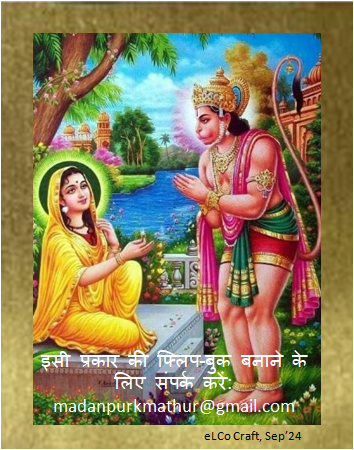 इसी प्रकार की फ्लिप-बुक बनाने के
लिए संपर्क करें:
madanpurkmathur@gmail.com
eLCo Craft, Sep’24